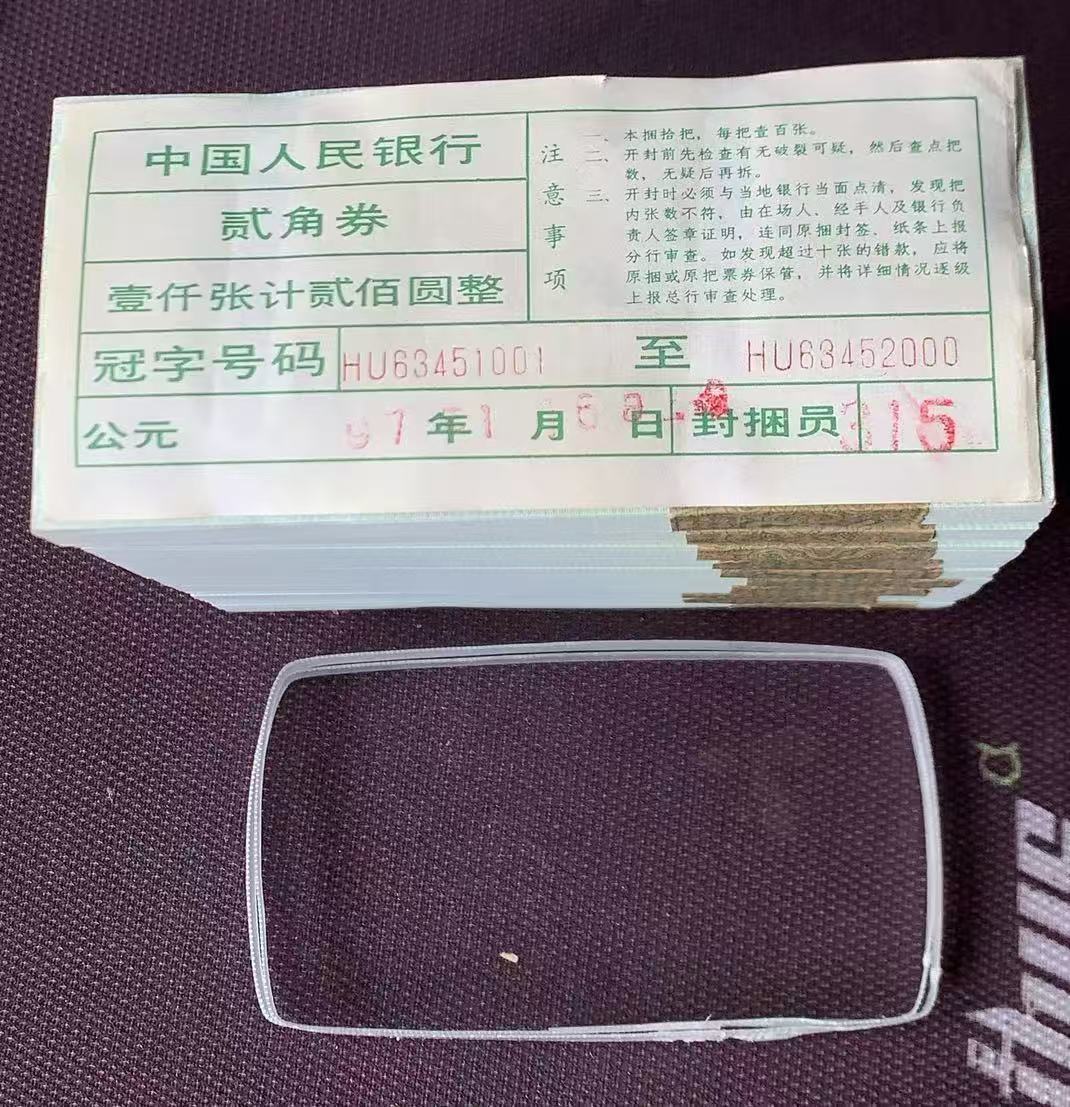 中国人民银行
贰角券
壹仟张计贰佰圆整
注意事项
一、本捆拾把，每把壹百张。
二、开封前先检查有无破裂可疑，然后查点把
数，无疑后再拆。
三、开封时必须与当地银行当面点清，发现把
内张数不符，由在场人、经手人及银行负
责人签章证明，连同原捆封签、纸条上报
分行审查。如发现超过十张的错款，应将
原捆或原把票券保管，并将详细情况逐级
上报总行审查处理。
冠字号码 HU63451001 至 HU63452000
公元 97年1月 日 封捆员 315